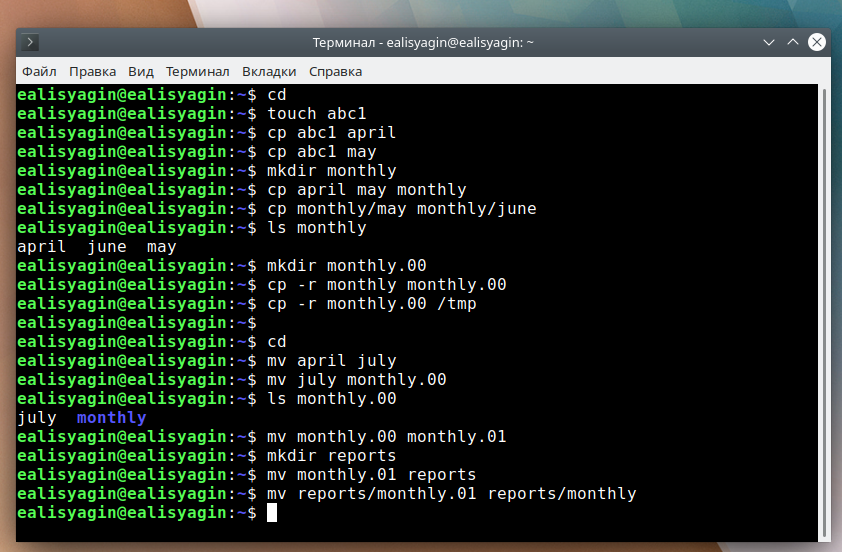 Терминал - ealisyagin@ealisyagin: ~
Файл Правка Вид Терминал Вкладки Справка
ealisyagin@ealisyagin:~$ cd
ealisyagin@ealisyagin:~$ touch abc1
ealisyagin@ealisyagin:~$ cp abc1 april
ealisyagin@ealisyagin:~$ cp abc1 may
ealisyagin@ealisyagin:~$ mkdir monthly
ealisyagin@ealisyagin:~$ cp april may monthly
ealisyagin@ealisyagin:~$ cp monthly/may monthly/june
ealisyagin@ealisyagin:~$ ls monthly
april  june  may
ealisyagin@ealisyagin:~$ mkdir monthly.00
ealisyagin@ealisyagin:~$ cp -r monthly monthly.00
ealisyagin@ealisyagin:~$ cp -r monthly.00 /tmp
ealisyagin@ealisyagin:~$
ealisyagin@ealisyagin:~$ cd
ealisyagin@ealisyagin:~$ mv april july
ealisyagin@ealisyagin:~$ mv july monthly.00
ealisyagin@ealisyagin:~$ ls monthly.00
july  monthly
ealisyagin@ealisyagin:~$ mv monthly.00 monthly.01
ealisyagin@ealisyagin:~$ mkdir reports
ealisyagin@ealisyagin:~$ mv monthly.01 reports
ealisyagin@ealisyagin:~$ mv reports/monthly.01 reports/monthly
ealisyagin@ealisyagin:~$